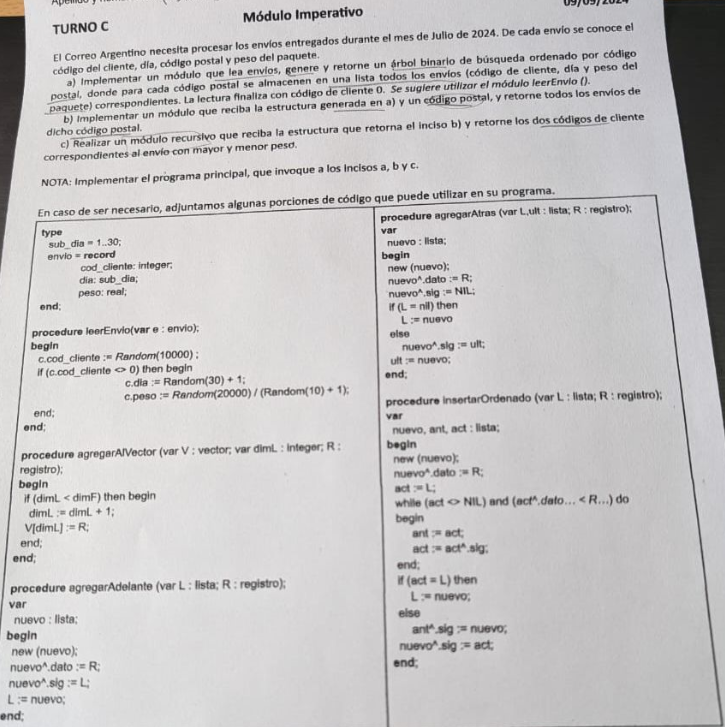 Módulo Imperativo
TURNO C
El Correo Argentino necesita procesar los envíos entregados durante el mes de Julio de 2024. De cada envío se conoce el
código del cliente, día, código postal y peso del paquete.
a) Implementar un módulo que lea envíos, genere y retorne un árbol binario de búsqueda ordenado por código
postal, donde para cada código postal se almacenen en una lista todos los envíos (código de cliente, día y peso del
paquete) correspondientes. La lectura finaliza con código de cliente 0. Se sugiere utilizar el módulo leerEnvio ().
b) Implementar un módulo que reciba la estructura generada en a) y un código postal, y retorne todos los envíos de
dicho código postal.
c) Realizar un módulo recursivo que reciba la estructura que retorna el inciso b) y retorne los dos códigos de cliente
correspondientes al envío con mayor y menor peso.
NOTA: Implementar el programa principal, que invoque a los incisos a, b y c.
En caso de ser necesario, adjuntamos algunas porciones de código que puede utilizar en su programa.
type
sub_dia = 1..30;
envio = record
cod_cliente: integer;
dia: sub_dia;
peso: real;
end;
procedure leerEnvio(var e : envio);
begin
c.cod_cliente := Random(10000) ;
if (c.cod_cliente <> 0) then begin
c.dia := Random(30) + 1;
c.peso := Random(20000) / (Random(10) + 1);
end;
end;
procedure agregarAlVector (var V : vector; var dimL : integer; R :
registro);
begin
if (dimL < dimF) then begin
dimL := dimL + 1;
V[dimL] := R;
end;
end;
procedure agregarAdelante (var L : lista; R : registro);
var
nuevo : lista;
begin
new (nuevo);
nuevo^.dato := R;
nuevo^.sig := L;
L := nuevo;
end;
procedure agregarAtras (var L,ult : lista; R : registro);
var
nuevo : lista;
begin
new (nuevo);
nuevo^.dato := R;
nuevo^.sig := NIL;
if (L = nil) then
L := nuevo
else
nuevo^.sig := ult;
ult := nuevo;
end;
procedure insertarOrdenado (var L : lista; R : registro);
var
nuevo, ant, act : lista;
begin
new (nuevo);
nuevo^.dato := R;
act := L;
while (act <> NIL) and (act^.dato... < R...) do
begin
ant := act;
act := act^.sig;
end;
if (act = L) then
L := nuevo;
else
ant^.sig := nuevo;
nuevo^.sig := act;
end;